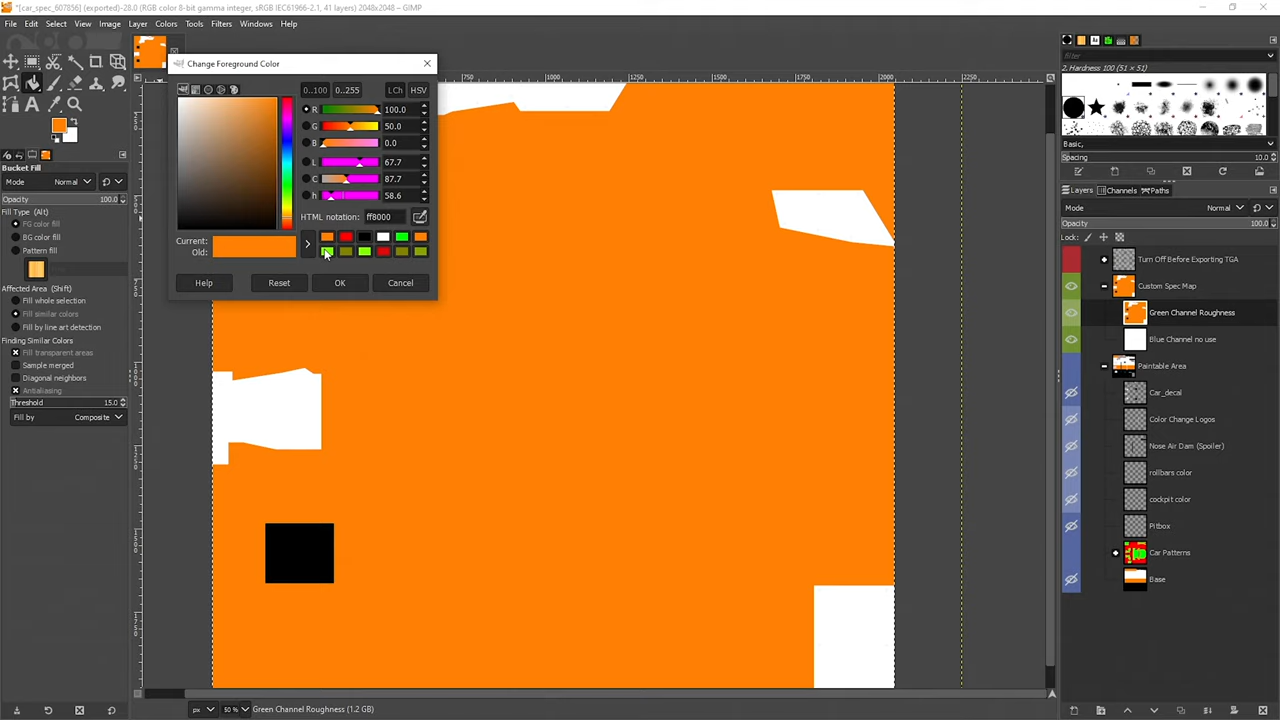 *[car_spec_607856] (exported)-28.0 (RGB color 8-bit gamma integer, sRGB IEC61966-2.1, 41 layers) 2048x2048 – GIMP
File Edit Select View Image Layer Colors Tools Filters Windows Help
Change Foreground Color
0..100 0..255 LCh HSV
R 100.0
G 50.0
B 0.0
L 67.7
C 87.7
h 58.6
HTML notation: ff8000
Current:
Old:
Help Reset OK Cancel
750 1000 1250 1500 1750 2000 2250
Bucket Fill
Mode Normal
Opacity 100.0
Fill Type (Alt)
FG color fill
BG color fill
Pattern fill
Affected Area (Shift)
Fill whole selection
Fill similar colors
Fill by line art detection
Finding Similar Colors
Fill transparent areas
Sample merged
Diagonal neighbors
Antialiasing
Threshold 15.0
Fill by Composite
px 50 % Green Channel Roughness (1.2 GB)
filter
2. Hardness 100 (51 × 51)
Basic,
Spacing 10.0
Layers Channels Paths
Mode Normal
Opacity 100.0
Lock:
Turn Off Before Exporting TGA
Custom Spec Map
Green Channel Roughness
Blue Channel no use
Paintable Area
Car_decal
Color Change Logos
Nose Air Dam (Spoiler)
rollbars color
cockpit color
Pitbox
Car Patterns
Base